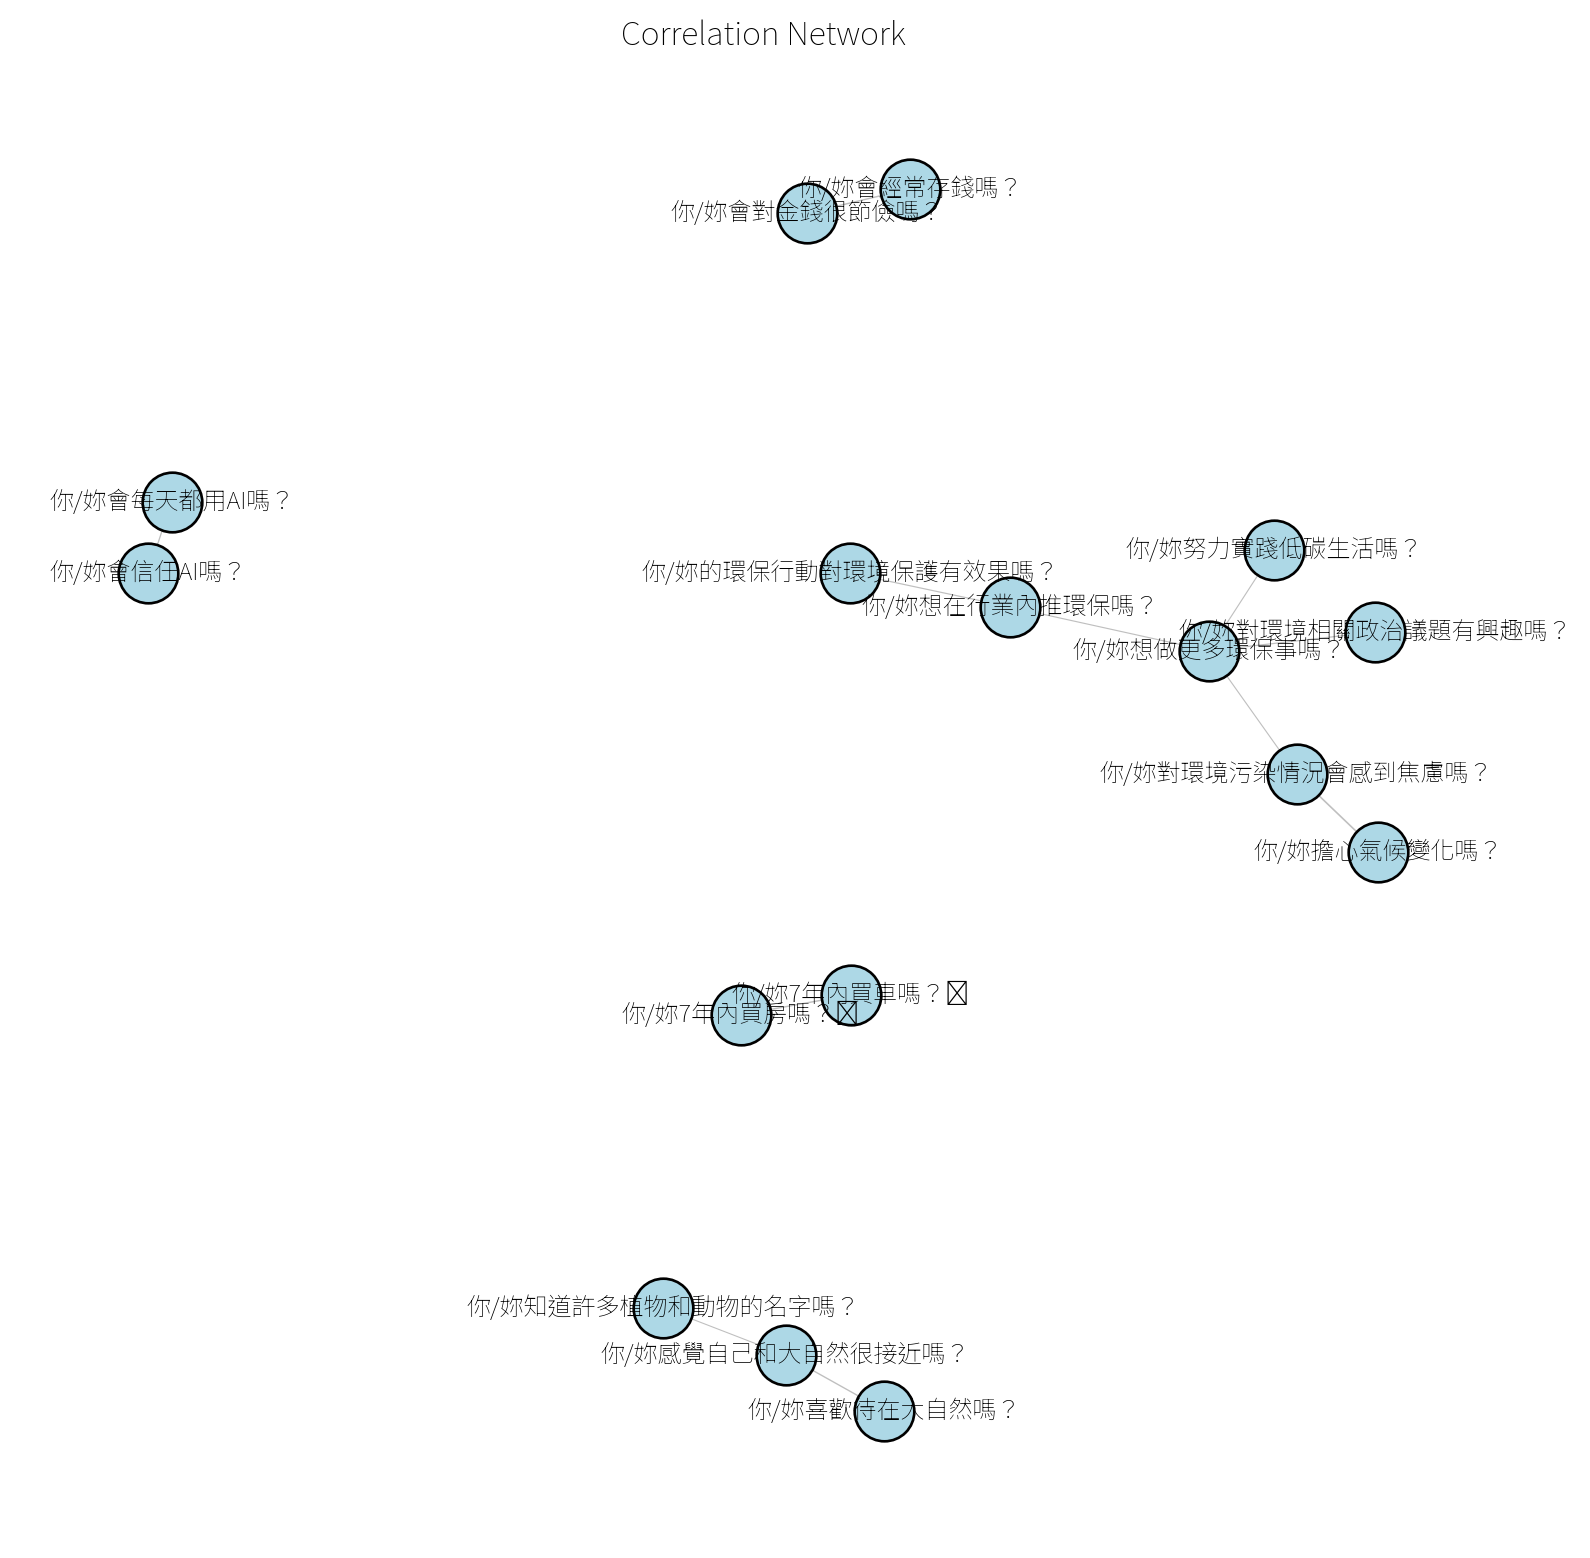 Correlation Network
你/妳會經常存錢嗎？
你/妳會對金錢很節儉嗎？
你/妳會每天都用AI嗎？
你/妳會信任AI嗎？
你/妳努力實踐低碳生活嗎？
你/妳的環保行動對環境保護有效果嗎？
你/妳想在行業內推環保嗎？
你/妳對環境相關政治議題有興趣嗎？
你/妳想做更多環保事嗎？
你/妳對環境污染情況會感到焦慮嗎？
你/妳擔心氣候變化嗎？
你/妳7年內買車嗎？
你/妳7年內買房嗎？
你/妳知道許多植物和動物的名字嗎？
你/妳感覺自己和大自然很接近嗎？
你/妳喜歡待在大自然嗎？